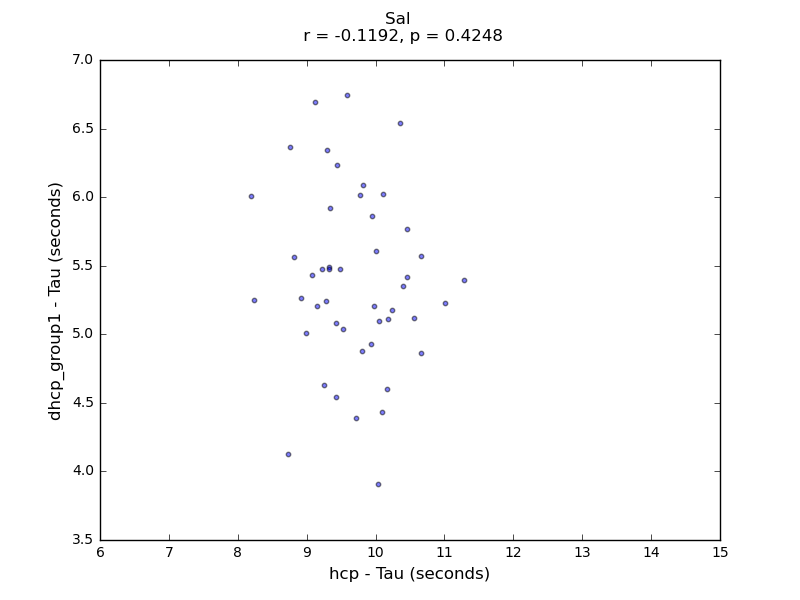 Sal
r = -0.1192, p = 0.4248
7.0
6.5
6.0
5.5
5.0
4.5
4.0
3.5
dhcp_group1 - Tau (seconds)
6 7 8 9 10 11 12 13 14 15
hcp - Tau (seconds)